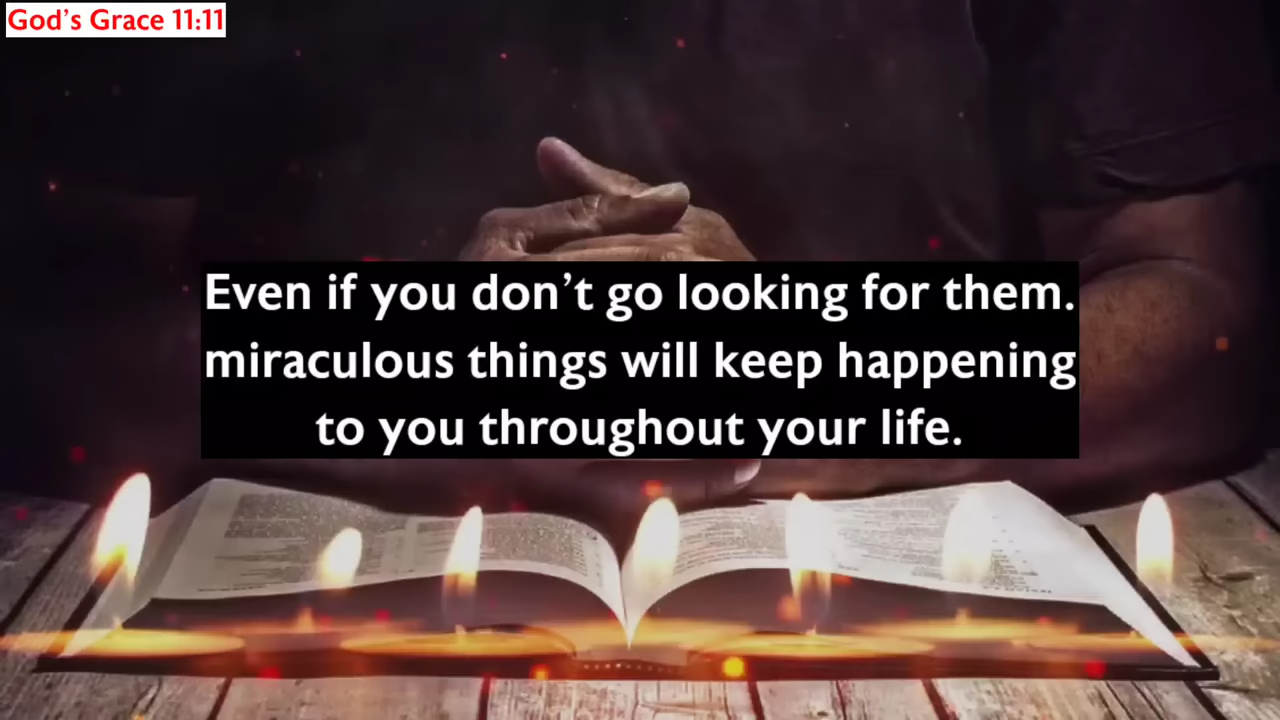 God’s Grace 11:11
Even if you don’t go looking for them.
miraculous things will keep happening
to you throughout your life.